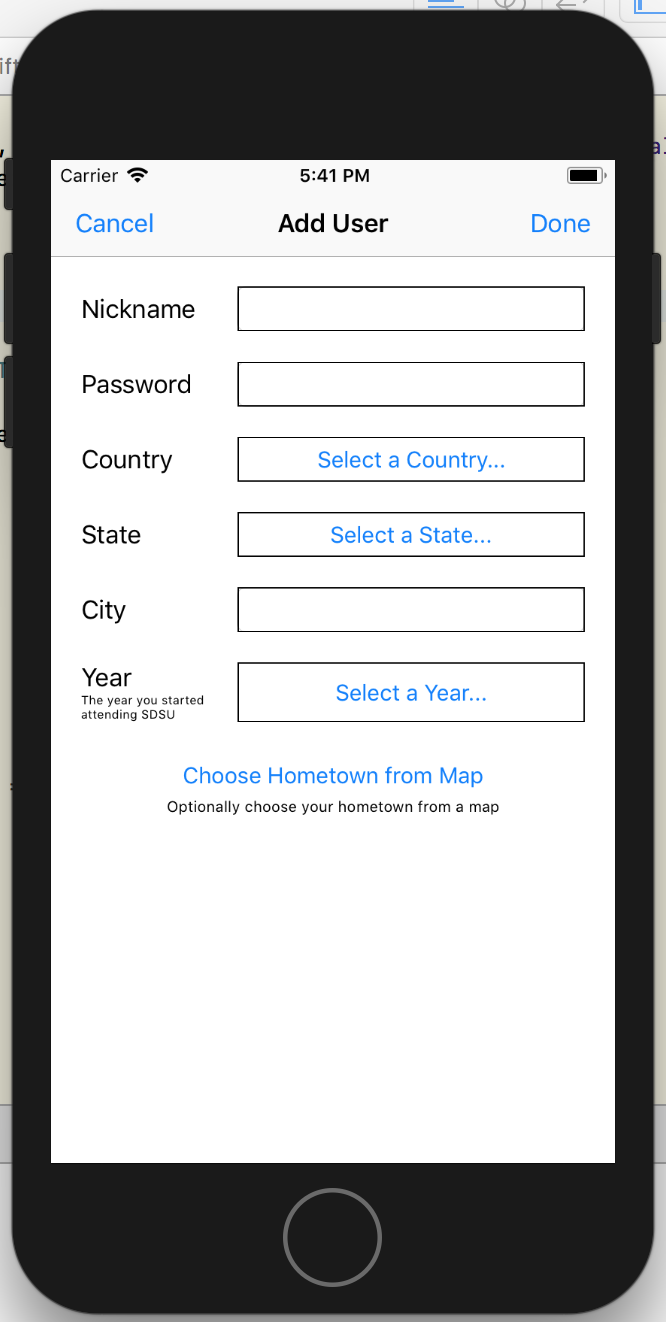 Carrier 5:41 PM
Cancel Add User Done
Nickname
Password
Country Select a Country...
State Select a State...
City
Year Select a Year...
The year you started
attending SDSU
Choose Hometown from Map
Optionally choose your hometown from a map